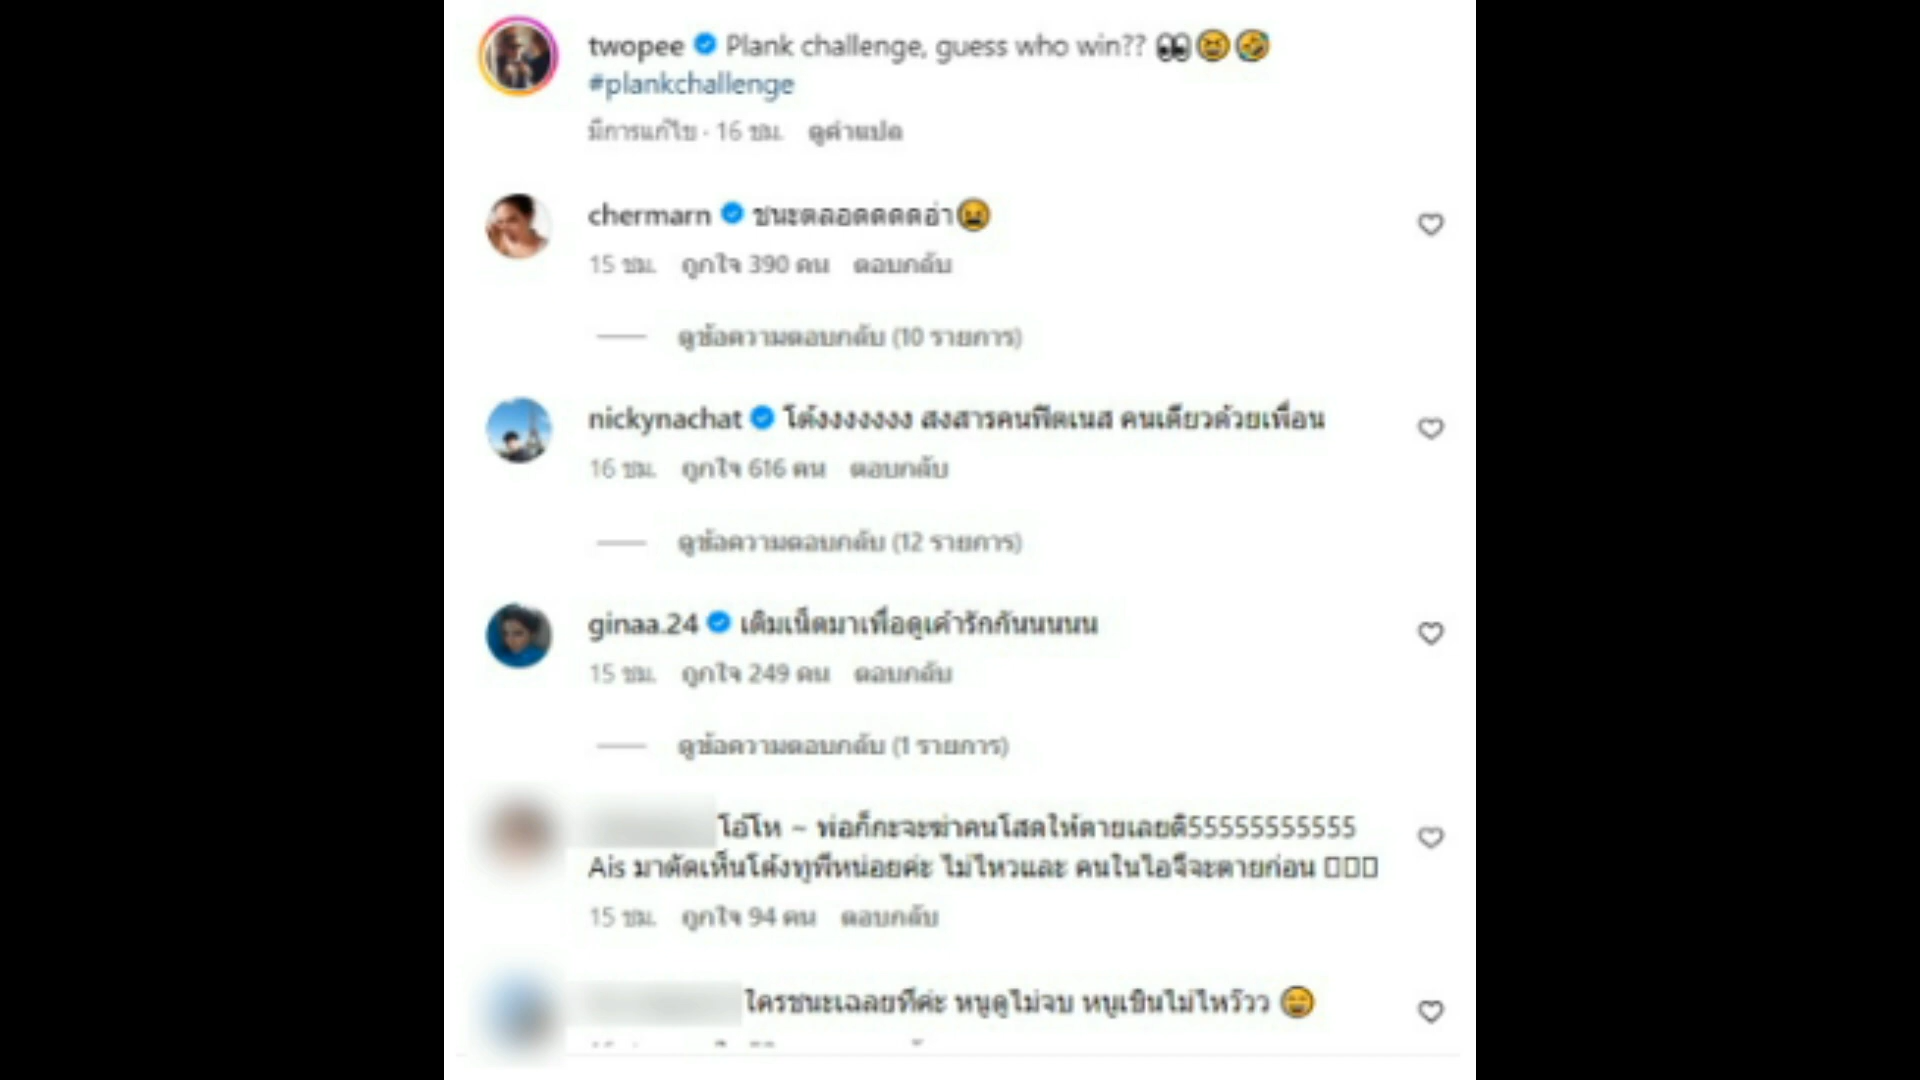 twopee Plank challenge, guess who win?? 👀😆🤣
#plankchallenge
มีการแก้ไข · 16 ชม. ดูคำแปล
chermarn ชนะตลอดดดดอ่า😫
15 ชม. ถูกใจ 390 คน ตอบกลับ
ดูข้อความตอบกลับ (10 รายการ)
nickynachat โต้งงงงงงง สงสารคนฟิตเนส คนเดียวด้วยเพื่อน
16 ชม. ถูกใจ 616 คน ตอบกลับ
ดูข้อความตอบกลับ (12 รายการ)
ginaa.24 เติมเน็ตมาเพื่อดูเค้ารักกันนนนน
15 ชม. ถูกใจ 249 คน ตอบกลับ
ดูข้อความตอบกลับ (1 รายการ)
โอ้โห ~ พ่อก็กะจะฆ่าคนโสดให้ตายเลยดิ555555555555
Ais มาตัดเห็นโต้งทูพีหน่อยค่ะ ไม่ไหวและ คนในไอจีจะตายก่อน
15 ชม. ถูกใจ 94 คน ตอบกลับ
ใครชนะเฉลยทีค่ะ หนูดูไม่จบ หนูเขินไม่ไหว๊วว 😄